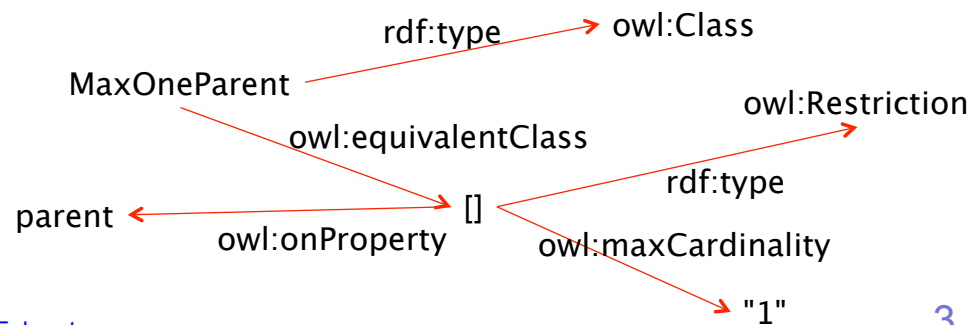 rdf:type
owl:Class
MaxOneParent
owl:Restriction
owl:equivalentClass
rdf:type
parent
[]
owl:onProperty
owl:maxCardinality
"1"
3